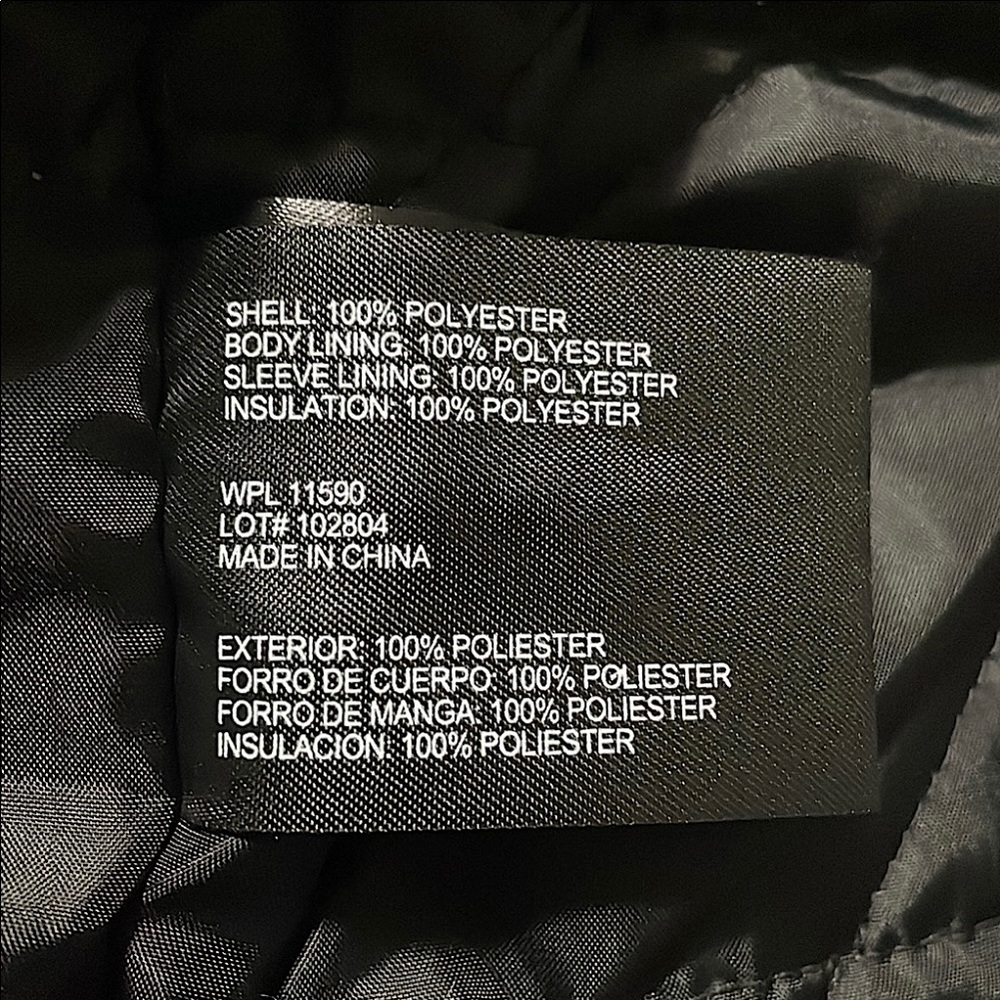 SHELL: 100% POLYESTER
BODY LINING: 100% POLYESTER
SLEEVE LINING: 100% POLYESTER
INSULATION: 100% POLYESTER
WPL 11590
LOT# 102804
MADE IN CHINA
EXTERIOR: 100% POLIESTER
FORRO DE CUERPO: 100% POLIESTER
FORRO DE MANGA: 100% POLIESTER
INSULACION: 100% POLIESTER